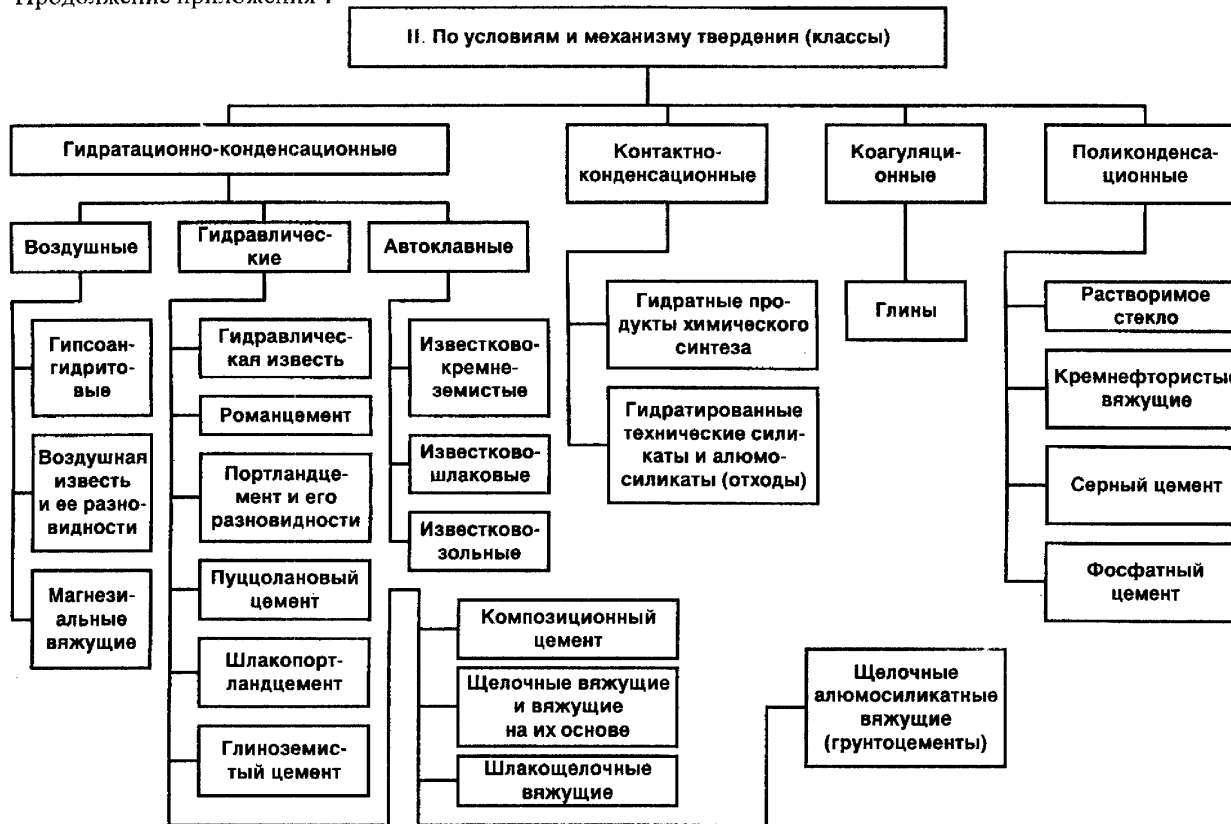 Продолжение приложения
II. По условиям и механизму твердения (классы)
Гидратационно-конденсационные
Контактно-
конденсационные
Коагуляци-
онные
Поликонденса-
ционные
Воздушные
Гидравличес-
кие
Автоклавные
Гипсоан-
гидрито-
вые
Воздушная
известь
и ее разно-
видности
Магнези-
альные
вяжущие
Гидравличес-
кая известь
Романцемент
Портландце-
мент и его
разновидности
Пуццолановый
цемент
Шлакопорт-
ландцемент
Глиноземис-
тый цемент
Известково-
кремне-
земистые
Известково-
шлаковые
Известково-
зольные
Композиционный
цемент
Щелочные вяжущие
и вяжущие
на их основе
Шлакощелочные
вяжущие
Щелочные
алюмосиликатные
вяжущие
(грунтоцементы)
Гидратные про-
дукты химического
синтеза
Гидратированные
технические сили-
каты и алюмо-
силикаты (отходы)
Глины
Растворимое
стекло
Кремнефтористые
вяжущие
Серный цемент
Фосфатный
цемент